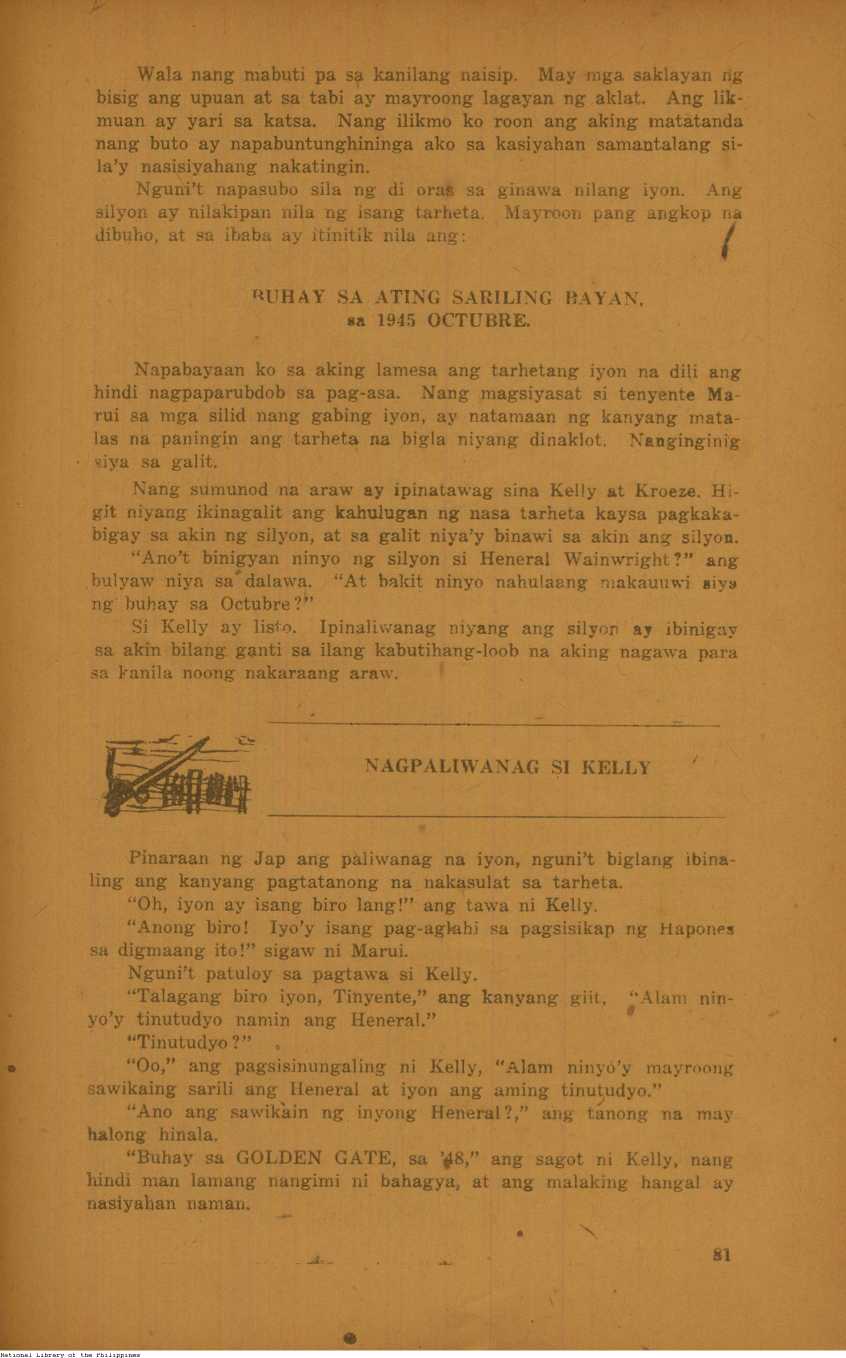 Wala nang mabuti pa sa kanilang naisip. May mga saklayan ng
bisig ang upuan at sa tabi ay mayroong lagayan ng aklat. Ang lik-
muan ay yari sa katsa. Nang ilikmo ko roon ang aking matatanda
nang buto ay napabuntunghininga ako sa kasiyahan samantalang si-
la'y nasisiyahang nakatingin.
Nguni't napasubo sila ng di oras sa ginawa nilang iyon. Ang
silyon ay nilakipan nila ng isang tarheta. Mayroon pang angkop na
dibuho, at sa ibaba ay itinitik nila ang:
BUHAY SA ATING SARILING BAYAN,
sa 1945 OCTUBRE.
Napabayaan ko sa aking lamesa ang tarhetang iyon na dili ang
hindi nagpaparubdob sa pag-asa. Nang magsiyasat si tenyente Ma-
rui sa mga silid nang gabing iyon, ay natamaan ng kanyang mata-
las na paningin ang tarheta na bigla niyang dinaklot. Nanginginig
siya sa galit.
Nang sumunod na araw ay ipinatawag sina Kelly at Kroeze. Hi-
git niyang ikinagalit ang kahulugan ng nasa tarheta kaysa pagkaka-
bigay sa akin ng silyon, at sa galit niya'y binawi sa akin ang silyon.
"Ano't binigyan ninyo ng silyon si Heneral Wainwright?" ang
bulyaw niya sa dalawa. "At bakit ninyo nahulaang makauuwi siya
ng buhay sa Octubre?"
Si Kelly ay listo. Ipinaliwanag niyang ang silyon ay ibinigay
sa akin bilang ganti sa ilang kabutihang-loob na aking nagawa para
sa kanila noong nakaraang araw.
NAGPALIWANAG SI KELLY
Pinaraan ng Jap ang paliwanag na iyon, nguni't biglang ibina-
ling ang kanyang pagtatanong na nakasulat sa tarheta.
"Oh, iyon ay isang biro lang!" ang tawa ni Kelly.
"Anong biro! Iyo'y isang pag-aglahi sa pagsisikap ng Hapones
sa digmaang ito!" sigaw ni Marui.
Nguni't patuloy sa pagtawa si Kelly.
"Talagang biro iyon, Tinyente," ang kanyang giit, "Alam nin-
yo'y tinutudyo namin ang Heneral."
"Tinutudyo?"
"Oo," ang pagsisinungaling ni Kelly, "Alam ninyo'y mayroong
sawikaing sarili ang Heneral at iyon ang aming tinutudyo."
"Ano ang sawikain ng inyong Heneral?," ang tanong na may
halong hinala.
"Buhay sa GOLDEN GATE, sa '48," ang sagot ni Kelly, nang
hindi man lamang nangimi ni bahagya, at ang malaking hangal ay
nasiyahan naman.
81
National Library of the Philippines